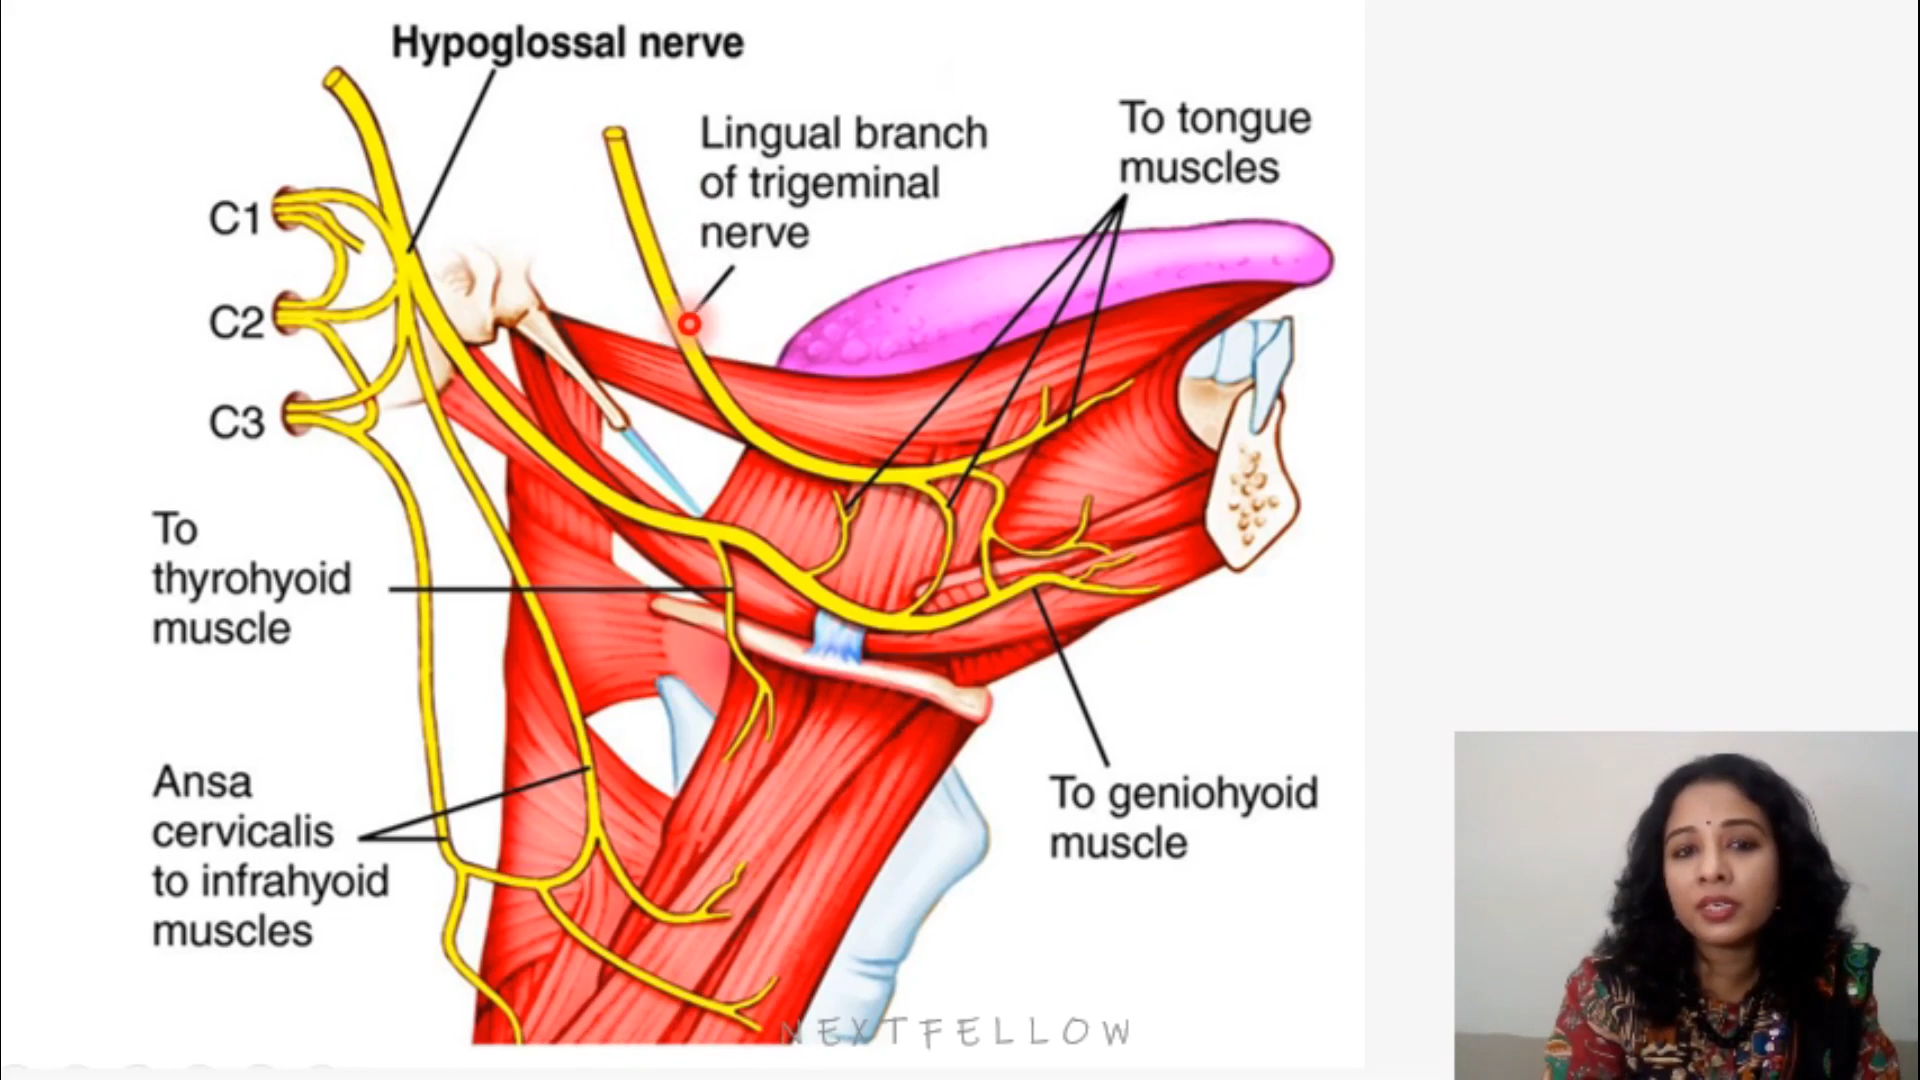 Hypoglossal nerve
Lingual branch
of trigeminal
nerve
To tongue
muscles
C1
C2
C3
To
thyrohyoid
muscle
Ansa
cervicalis
to infrahyoid
muscles
To geniohyoid
muscle
NEXTFELLOW